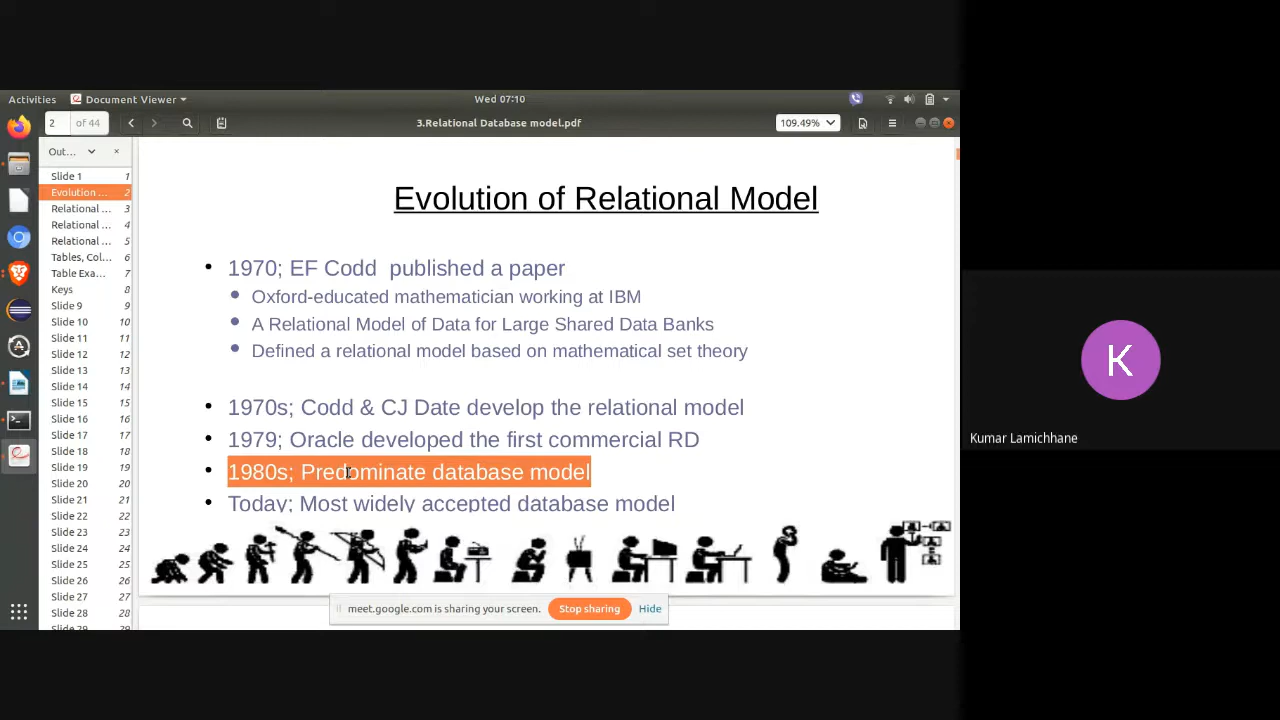 Activities Document Viewer Wed 07:10
2 of 44 3.Relational Database model.pdf 109.49%
Out...
Slide 1 1
Evolution ... 2
Relational ... 3
Relational ... 4
Relational ... 5
Tables, Col... 6
Table Exa... 7
Keys 8
Slide 9 9
Slide 10 10
Slide 11 11
Slide 12 12
Slide 13 13
Slide 14 14
Slide 15 15
Slide 16 16
Slide 17 17
Slide 18 18
Slide 19 19
Slide 20 20
Slide 21 21
Slide 22 22
Slide 23 23
Slide 24 24
Slide 25 25
Slide 26 26
Slide 27 27
Slide 28 28
Slide 29 29
Evolution of Relational Model
• 1970; EF Codd published a paper
• Oxford-educated mathematician working at IBM
• A Relational Model of Data for Large Shared Data Banks
• Defined a relational model based on mathematical set theory
• 1970s; Codd & CJ Date develop the relational model
• 1979; Oracle developed the first commercial RD
• 1980s; Predominate database model
• Today; Most widely accepted database model
meet.google.com is sharing your screen. Stop sharing Hide
K
Kumar Lamichhane